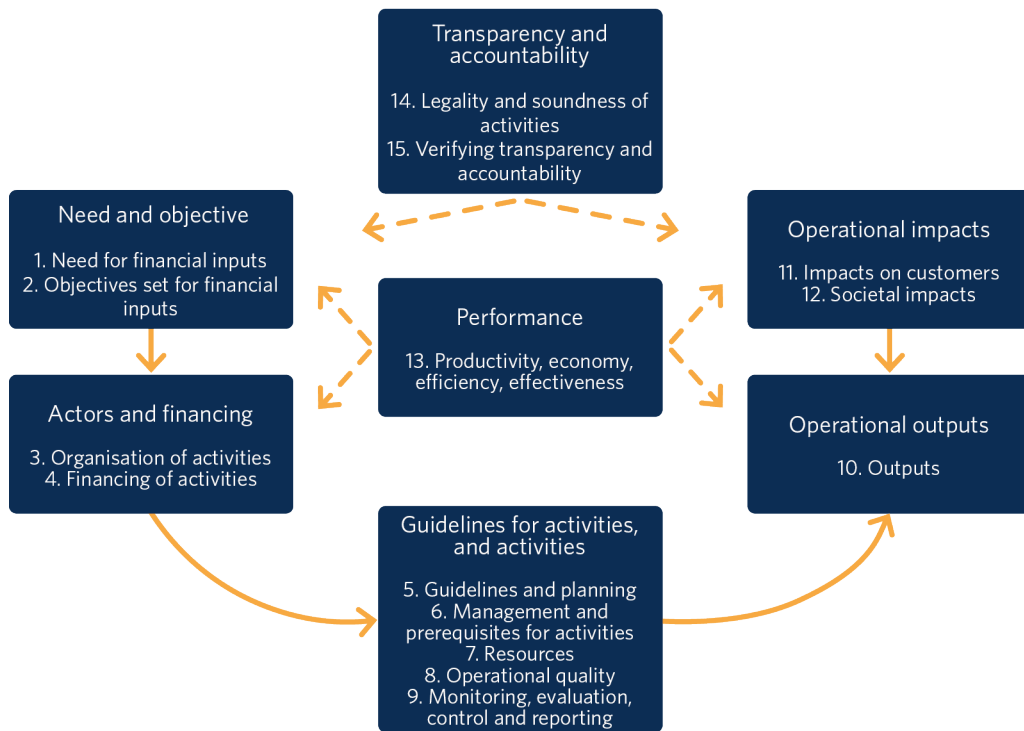 Transparency and
accountability
14. Legality and soundness of
activities
15. Verifying transparency and
accountability
Need and objective
1. Need for financial inputs
2. Objectives set for financial
inputs
Operational impacts
11. Impacts on customers
12. Societal impacts
Performance
13. Productivity, economy,
efficiency, effectiveness
Actors and financing
3. Organisation of activities
4. Financing of activities
Operational outputs
10. Outputs
Guidelines for activities,
and activities
5. Guidelines and planning
6. Management and
prerequisites for activities
7. Resources
8. Operational quality
9. Monitoring, evaluation,
control and reporting